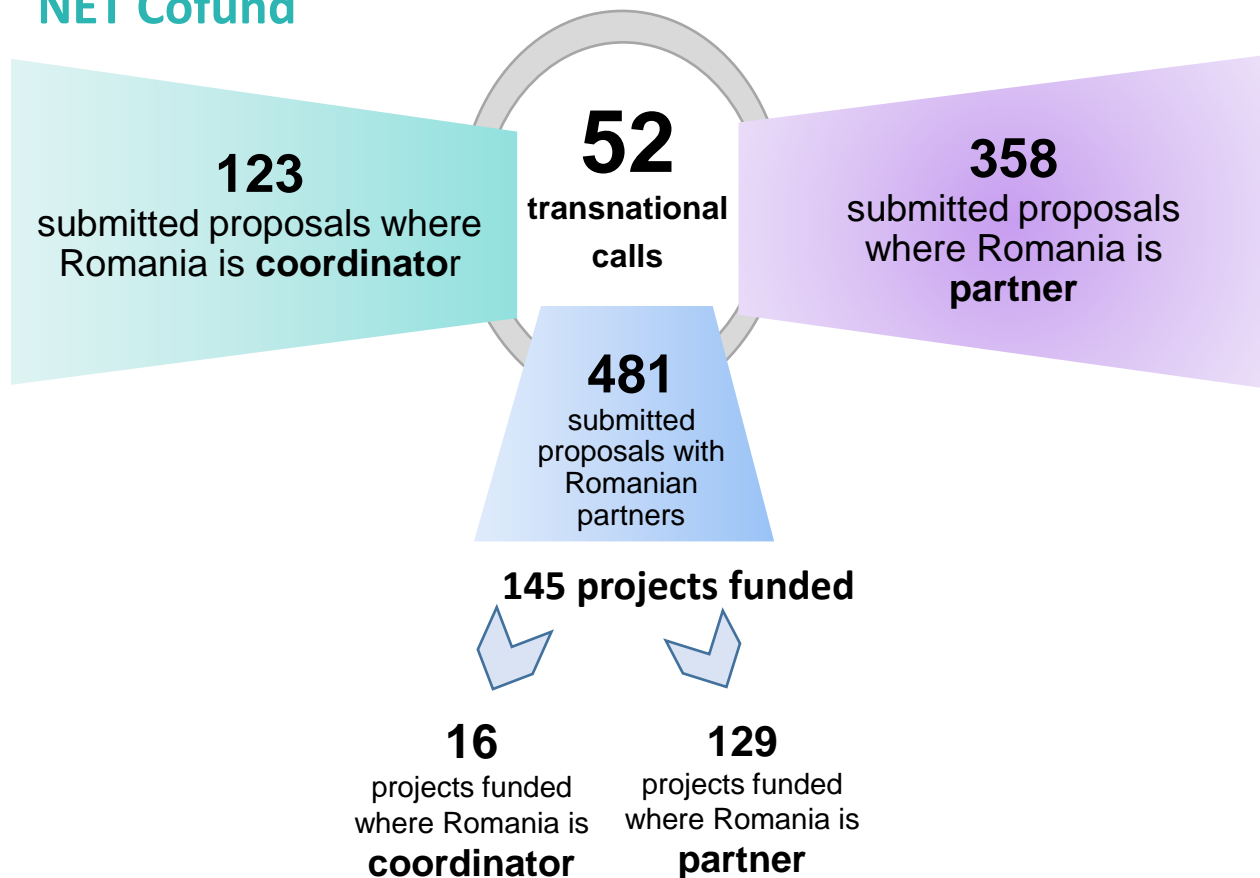 NET Cofund
52
transnational
calls
123
submitted proposals where
Romania is coordinator
358
submitted proposals
where Romania is
partner
481
submitted
proposals with
Romanian
partners
145 projects funded
16
projects funded
where Romania is
coordinator
129
projects funded
where Romania is
partner